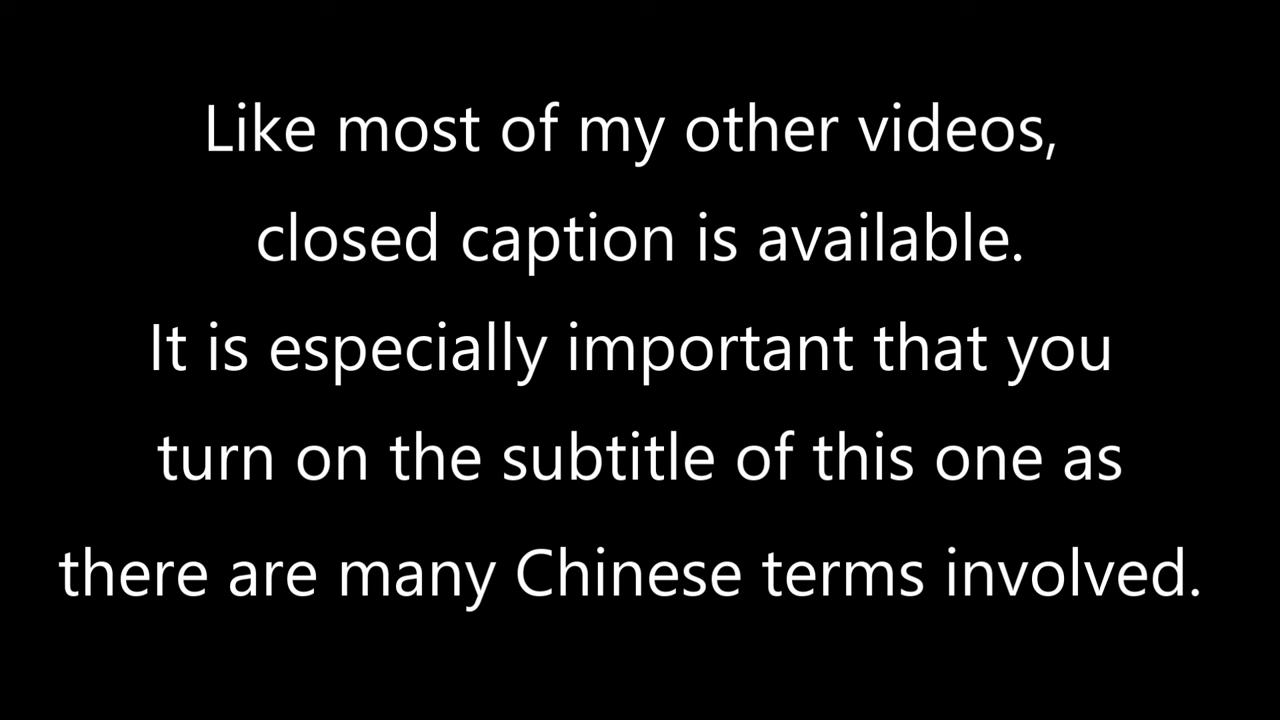 Like most of my other videos,
closed caption is available.
It is especially important that you
turn on the subtitle of this one as
there are many Chinese terms involved.